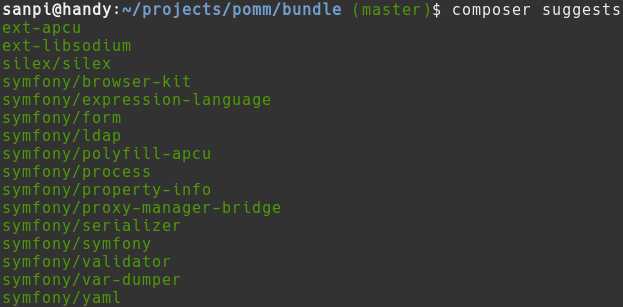 sanpi@handy:~/projects/pomm/bundle (master)$ composer suggests
ext-apcu
ext-libsodium
silex/silex
symfony/browser-kit
symfony/expression-language
symfony/form
symfony/ldap
symfony/polyfill-apcu
symfony/process
symfony/property-info
symfony/proxy-manager-bridge
symfony/serializer
symfony/symfony
symfony/validator
symfony/var-dumper
symfony/yaml